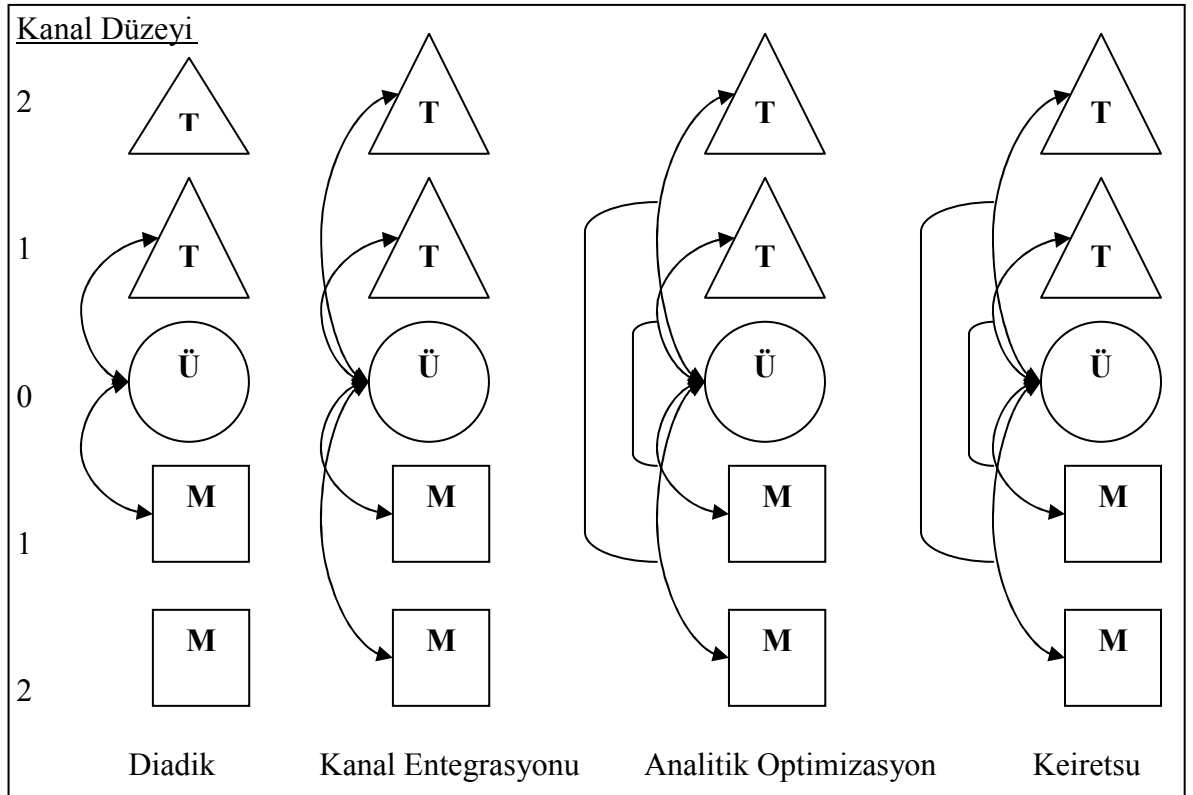 Kanal Düzeyi
2 T T T T
1 T T T T
0 Ü Ü Ü Ü
1 M M M M
2 M M M M
Diadik Kanal Entegrasyonu Analitik Optimizasyon Keiretsu